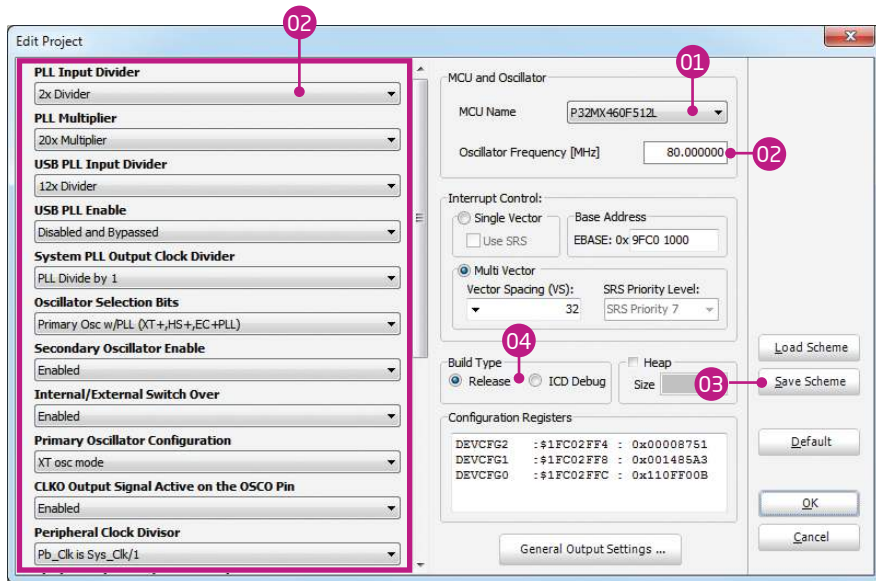 02
Edit Project
x
PLL Input Divider
2x Divider
PLL Multiplier
20x Multiplier
USB PLL Input Divider
12x Divider
USB PLL Enable
Disabled and Bypassed
System PLL Output Clock Divider
PLL Divide by 1
Oscillator Selection Bits
Primary Osc w/PLL (XT+,HS+,EC+PLL)
Secondary Oscillator Enable
Enabled
Internal/External Switch Over
Enabled
Primary Oscillator Configuration
XT osc mode
CLKO Output Signal Active on the OSCO Pin
Enabled
Peripheral Clock Divisor
Pb_Clk is Sys_Clk/1
01
MCU and Oscillator
MCU Name P32MX460F512L
Oscillator Frequency [MHz] 80.000000 02
Interrupt Control:
Single Vector Base Address
Use SRS EBASE: 0x 9FC0 1000
Multi Vector
Vector Spacing (VS): SRS Priority Level:
32 SRS Priority 7
04
Build Type Heap
Release ICD Debug Size 03
Configuration Registers
DEVCFG2 :$1FC02FF4 : 0x00008751
DEVCFG1 :$1FC02FF8 : 0x001485A3
DEVCFG0 :$1FC02FFC : 0x110FF00B
General Output Settings ...
Load Scheme
Save Scheme
Default
OK
Cancel